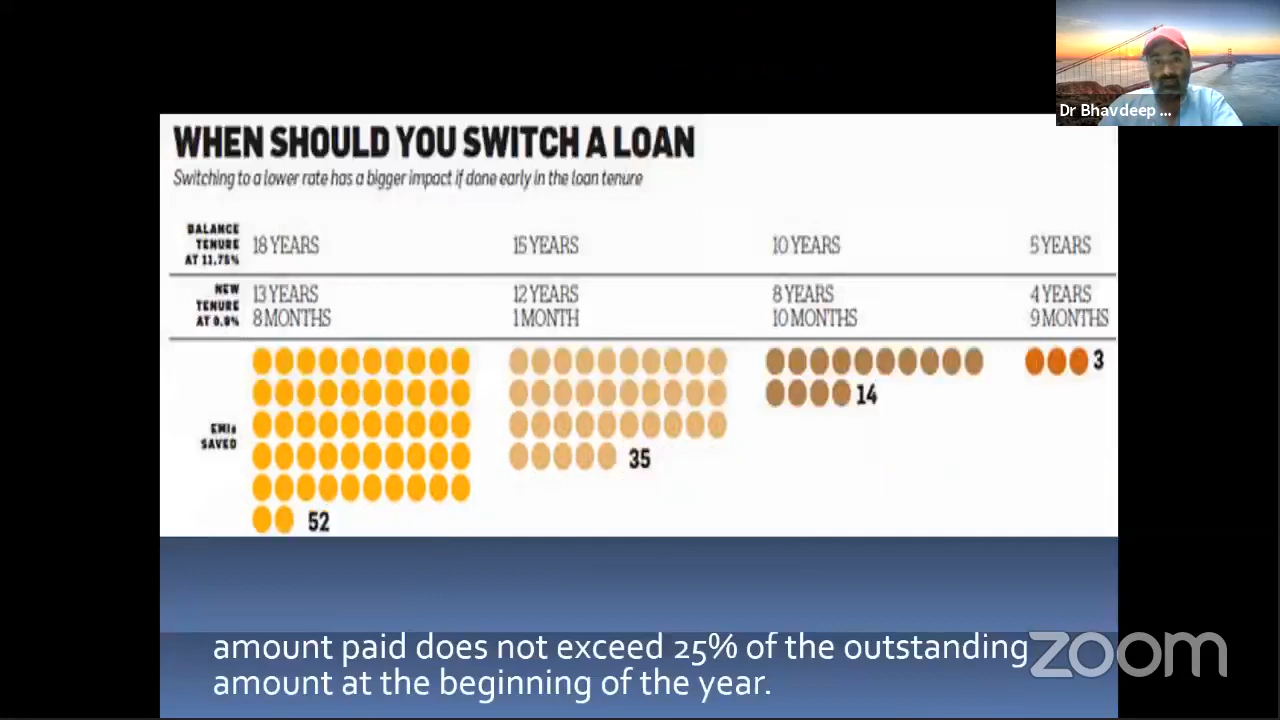 Dr Bhavdeep ...
WHEN SHOULD YOU SWITCH A LOAN
Switching to a lower rate has a bigger impact if done early in the loan tenure
BALANCE
TENURE
AT 11.75%
18 YEARS 15 YEARS 10 YEARS 5 YEARS
NEW
TENURE
AT 9.9%
13 YEARS 12 YEARS 8 YEARS 4 YEARS
8 MONTHS 1 MONTH 10 MONTHS 9 MONTHS
EMIs
SAVED
3
14
35
52
amount paid does not exceed 25% of the outstanding
amount at the beginning of the year.
zoom